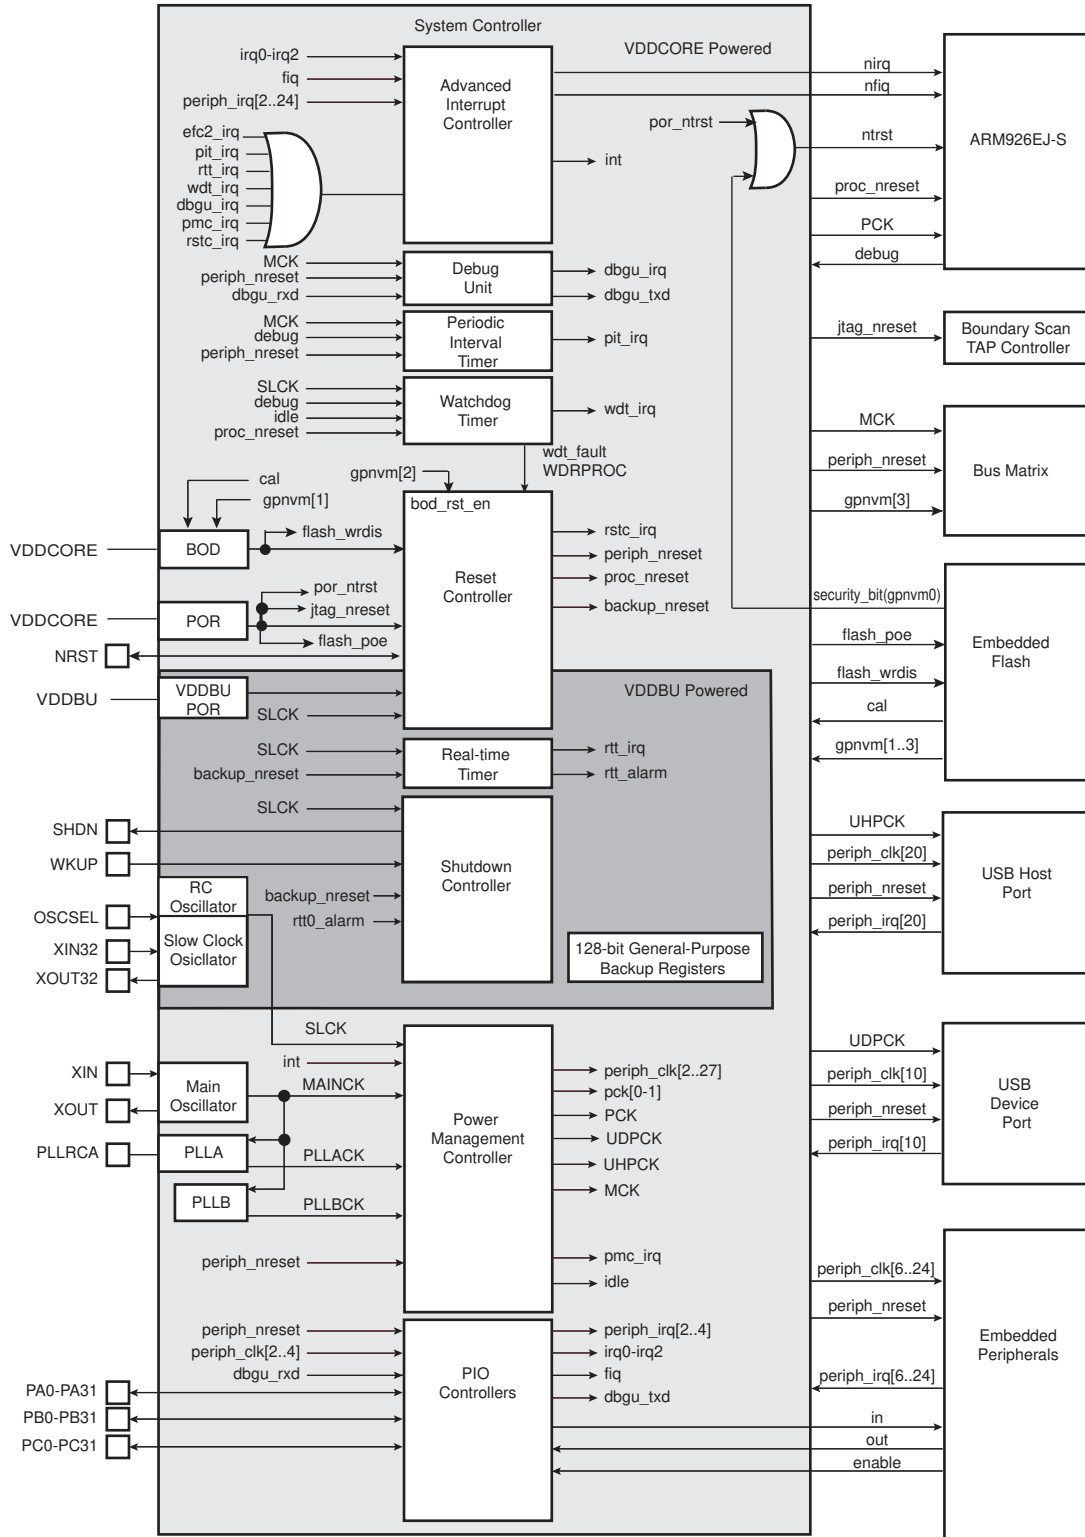 System Controller
VDDCORE Powered
irq0-irq2
fiq
periph_irq[2..24]
efc2_irq
pit_irq
rtt_irq
wdt_irq
dbgu_irq
pmc_irq
rstc_irq
Advanced
Interrupt
Controller
int
por_ntrst
nirq
nfiq
ntrst
proc_nreset
PCK
debug
ARM926EJ-S
MCK
periph_nreset
dbgu_rxd
Debug
Unit
dbgu_irq
dbgu_txd
MCK
debug
periph_nreset
Periodic
Interval
Timer
pit_irq
jtag_nreset
Boundary Scan
TAP Controller
SLCK
debug
idle
proc_nreset
Watchdog
Timer
wdt_irq
wdt_fault
WDRPROC
MCK
periph_nreset
gpnvm[3]
Bus Matrix
cal
gpnvm[1]
gpnvm[2]
bod_rst_en
VDDCORE
BOD
flash_wrdis
Reset
Controller
rstc_irq
periph_nreset
proc_nreset
backup_nreset
VDDCORE
POR
por_ntrst
jtag_nreset
flash_poe
NRST
security_bit(gpnvm0)
flash_poe
flash_wrdis
cal
gpnvm[1..3]
Embedded
Flash
VDDBU Powered
VDDBU
VDDBU
POR
SLCK
SLCK
backup_nreset
Real-time
Timer
rtt_irq
rtt_alarm
SLCK
SHDN
WKUP
backup_nreset
rtt0_alarm
Shutdown
Controller
128-bit General-Purpose
Backup Registers
UHPCK
periph_clk[20]
periph_nreset
periph_irq[20]
USB Host
Port
RC
Oscillator
OSCSEL
XIN32
XOUT32
Slow Clock
Osicllator
SLCK
int
XIN
XOUT
Main
Oscillator
MAINCK
PLLRCA
PLLA
PLLACK
PLLB
PLLBCK
periph_nreset
Power
Management
Controller
periph_clk[2..27]
pck[0-1]
PCK
UDPCK
UHPCK
MCK
pmc_irq
idle
UDPCK
periph_clk[10]
periph_nreset
periph_irq[10]
USB
Device
Port
periph_nreset
periph_clk[2..4]
dbgu_rxd
PA0-PA31
PB0-PB31
PC0-PC31
PIO
Controllers
periph_irq[2..4]
irq0-irq2
fiq
dbgu_txd
periph_clk[6..24]
periph_nreset
periph_irq[6..24]
in
out
enable
Embedded
Peripherals